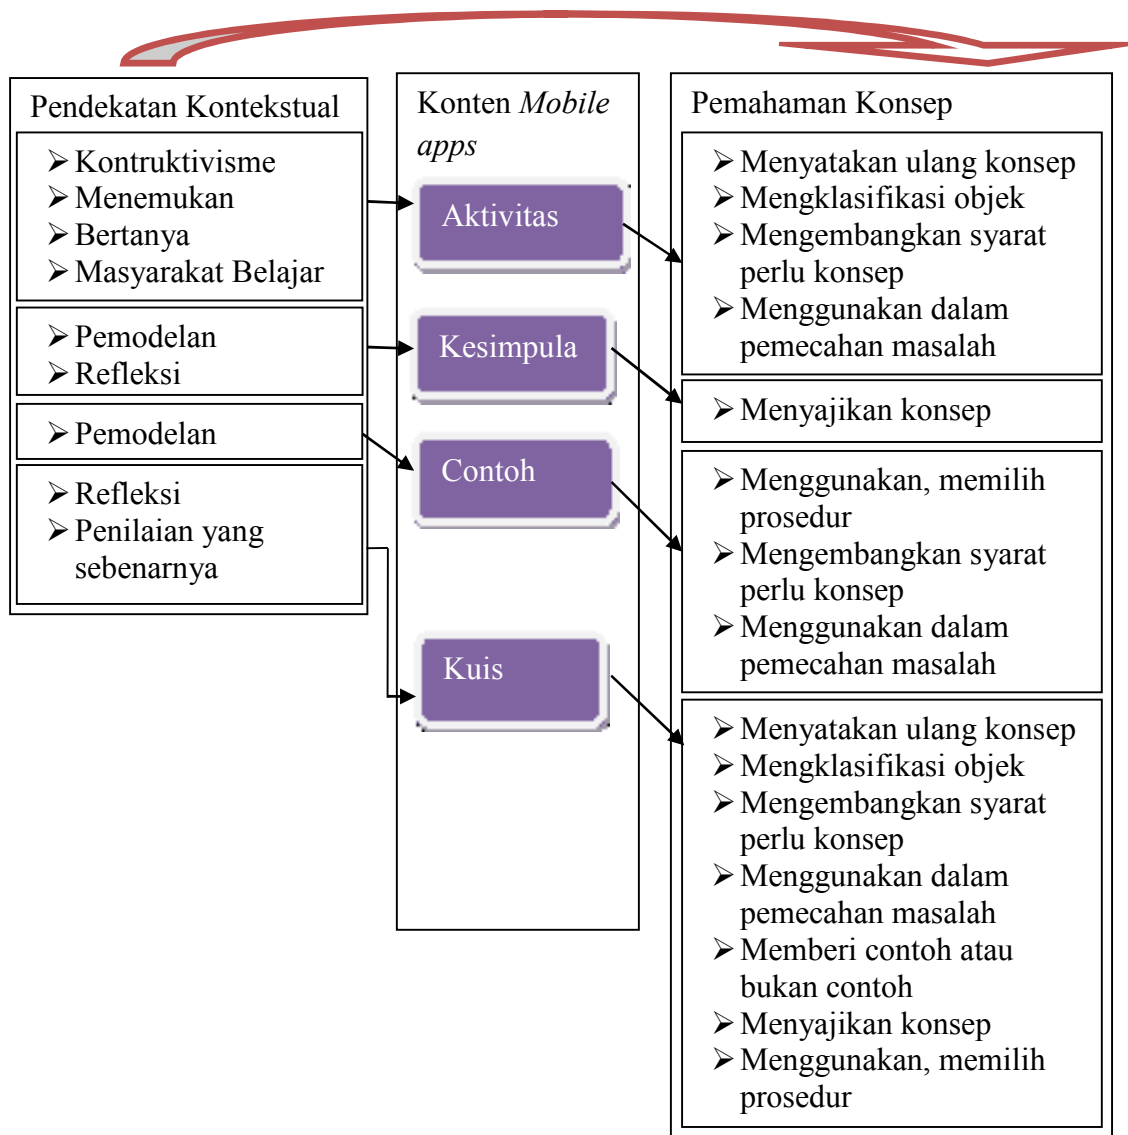 Pendekatan Kontekstual
➢ Kontruktivisme
➢ Menemukan
➢ Bertanya
➢ Masyarakat Belajar
➢ Pemodelan
➢ Refleksi
➢ Pemodelan
➢ Refleksi
➢ Penilaian yang
sebenarnya
Konten Mobile
apps
Aktivitas
Kesimpula
Contoh
Kuis
Pemahaman Konsep
➢ Menyatakan ulang konsep
➢ Mengklasifikasi objek
➢ Mengembangkan syarat
perlu konsep
➢ Menggunakan dalam
pemecahan masalah
➢ Menyajikan konsep
➢ Menggunakan, memilih
prosedur
➢ Mengembangkan syarat
perlu konsep
➢ Menggunakan dalam
pemecahan masalah
➢ Menyatakan ulang konsep
➢ Mengklasifikasi objek
➢ Mengembangkan syarat
perlu konsep
➢ Menggunakan dalam
pemecahan masalah
➢ Memberi contoh atau
bukan contoh
➢ Menyajikan konsep
➢ Menggunakan, memilih
prosedur